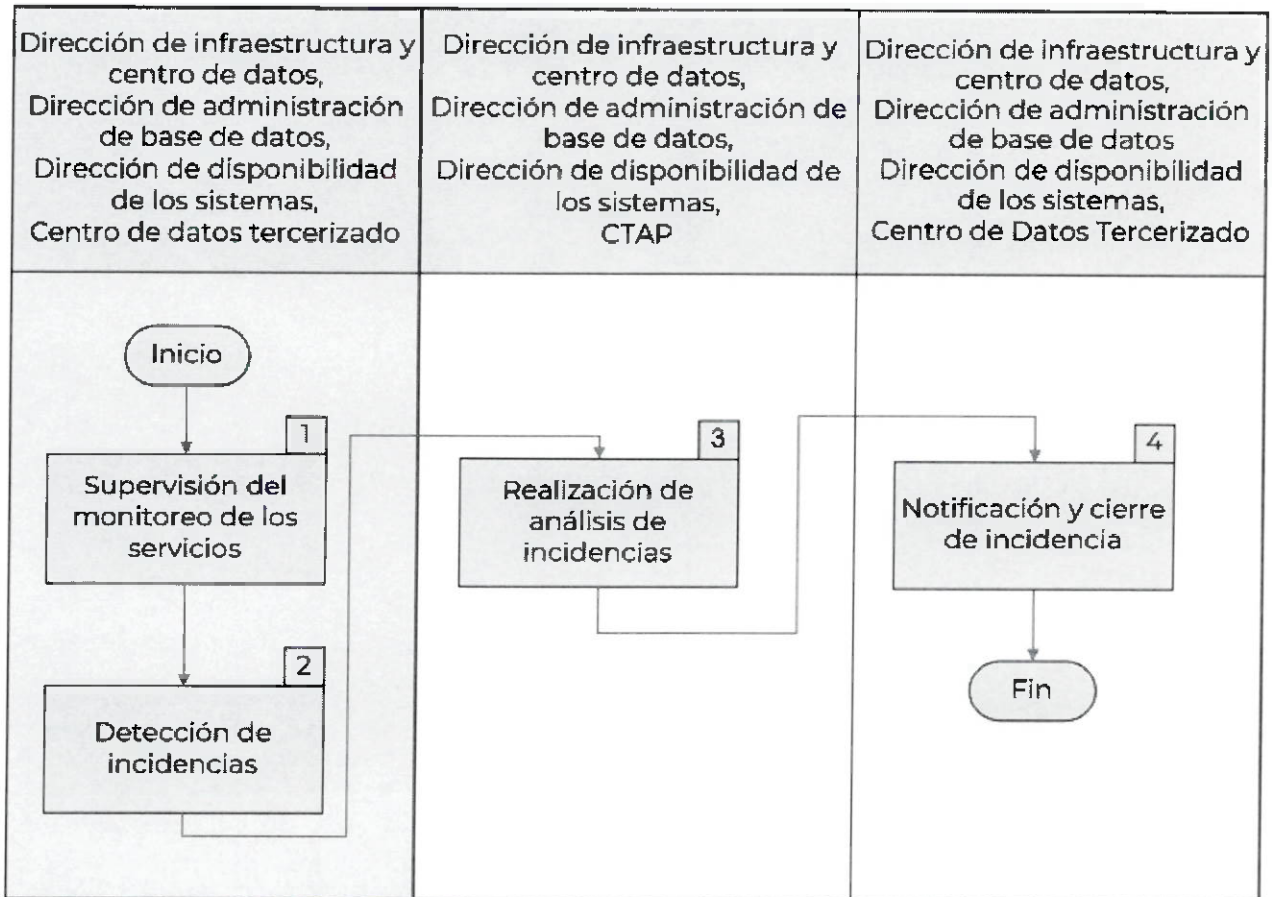 Dirección de infraestructura y
centro de datos,
Dirección de administración
de base de datos,
Dirección de disponibilidad
de los sistemas,
Centro de datos tercerizado
Dirección de infraestructura y
centro de datos,
Dirección de administración de
base de datos,
Dirección de disponibilidad de
los sistemas,
CTAP
Dirección de infraestructura y
centro de datos,
Dirección de administración
de base de datos
Dirección de disponibilidad
de los sistemas,
Centro de Datos Tercerizado
Inicio
1
Supervisión del
monitoreo de los
servicios
2
Detección de
incidencias
3
Realización de
análisis de
incidencias
4
Notificación y cierre
de incidencia
Fin